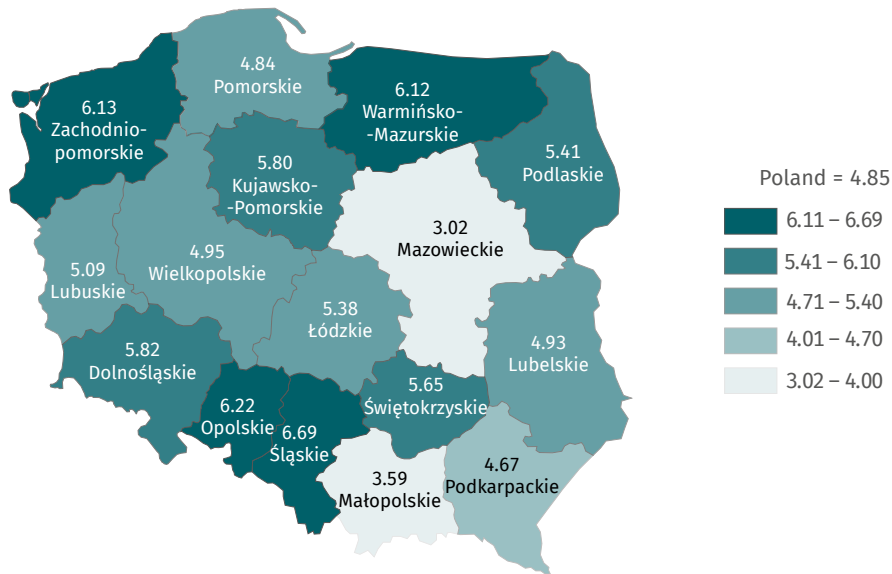 4.84
Pomorskie
6.13
Zachodnio-
pomorskie
6.12
Warmińsko-
-Mazurskie
5.41
Podlaskie
5.80
Kujawsko-
-Pomorskie
3.02
Mazowieckie
4.95
Wielkopolskie
5.09
Lubuskie
5.38
Łódzkie
4.93
Lubelskie
5.82
Dolnośląskie
5.65
Świętokrzyskie
6.22
Opolskie
6.69
Śląskie
3.59
Małopolskie
4.67
Podkarpackie
Poland = 4.85
6.11 – 6.69
5.41 – 6.10
4.71 – 5.40
4.01 – 4.70
3.02 – 4.00